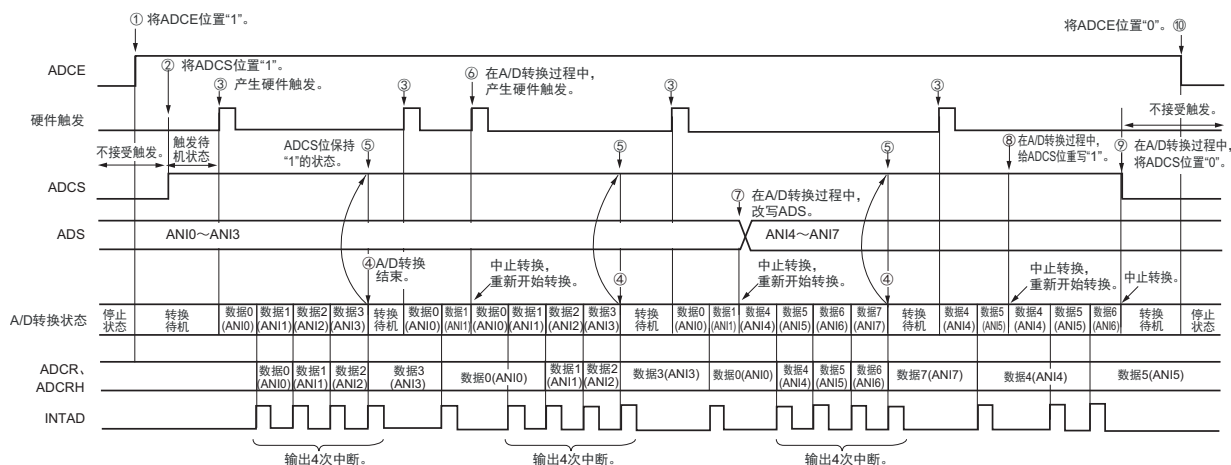 ① 将ADCE位置“1”。
将ADCE位置“0”。⑩
ADCE
② 将ADCS位置“1”。
③ 产生硬件触发。
③
⑥ 在A/D转换过程中，
产生硬件触发。
③
③
硬件触发
不接受触发。
触发待
机状态
ADCS位保持
“1”的状态。
⑤
⑤
⑤
⑧ 在A/D转换过程中，
给ADCS位重写“1”。
不接受触发。
⑨ 在A/D转换过程中，
将ADCS位置“0”。
ADCS
⑦ 在A/D转换过程中，
改写ADS。
ADS
ANI0～ANI3
ANI4～ANI7
④A/D转换
结束。
中止转换，
重新开始转换。
④
中止转换，
重新开始转换。
④
中止转换，
重新开始转换。
中止转换。
A/D转换状态
停止
状态
转换
待机
数据0
(ANI0)
数据1
(ANI1)
数据2
(ANI2)
数据3
(ANI3)
转换
待机
数据0
(ANI0)
数据1
(ANI1)
数据0
(ANI0)
数据1
(ANI1)
数据2
(ANI2)
数据3
(ANI3)
转换
待机
数据0
(ANI0)
数据1
(ANI1)
数据4
(ANI4)
数据5
(ANI5)
数据6
(ANI6)
数据7
(ANI7)
转换
待机
数据4
(ANI4)
数据5
(ANI5)
数据4
(ANI4)
数据5
(ANI5)
数据6
(ANI6)
转换
待机
停止
状态
ADCR、
ADCRH
数据0
(ANI0)
数据1
(ANI1)
数据2
(ANI2)
数据3
(ANI3)
数据0(ANI0)
数据1
(ANI1)
数据2
(ANI2)
数据3(ANI3)
数据0(ANI0)
数据4
(ANI4)
数据5
(ANI5)
数据6
(ANI6)
数据7(ANI7)
数据4(ANI4)
数据5(ANI5)
INTAD
输出4次中断。
输出4次中断。
输出4次中断。